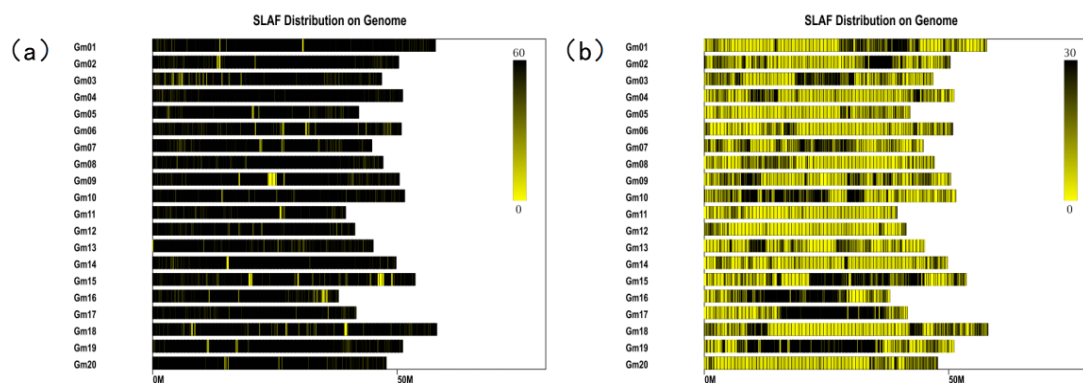 (a)
SLAF Distribution on Genome
Gm01
Gm02
Gm03
Gm04
Gm05
Gm06
Gm07
Gm08
Gm09
Gm10
Gm11
Gm12
Gm13
Gm14
Gm15
Gm16
Gm17
Gm18
Gm19
Gm20
60
0
0M
50M
(b)
SLAF Distribution on Genome
Gm01
Gm02
Gm03
Gm04
Gm05
Gm06
Gm07
Gm08
Gm09
Gm10
Gm11
Gm12
Gm13
Gm14
Gm15
Gm16
Gm17
Gm18
Gm19
Gm20
30
0
0M
50M